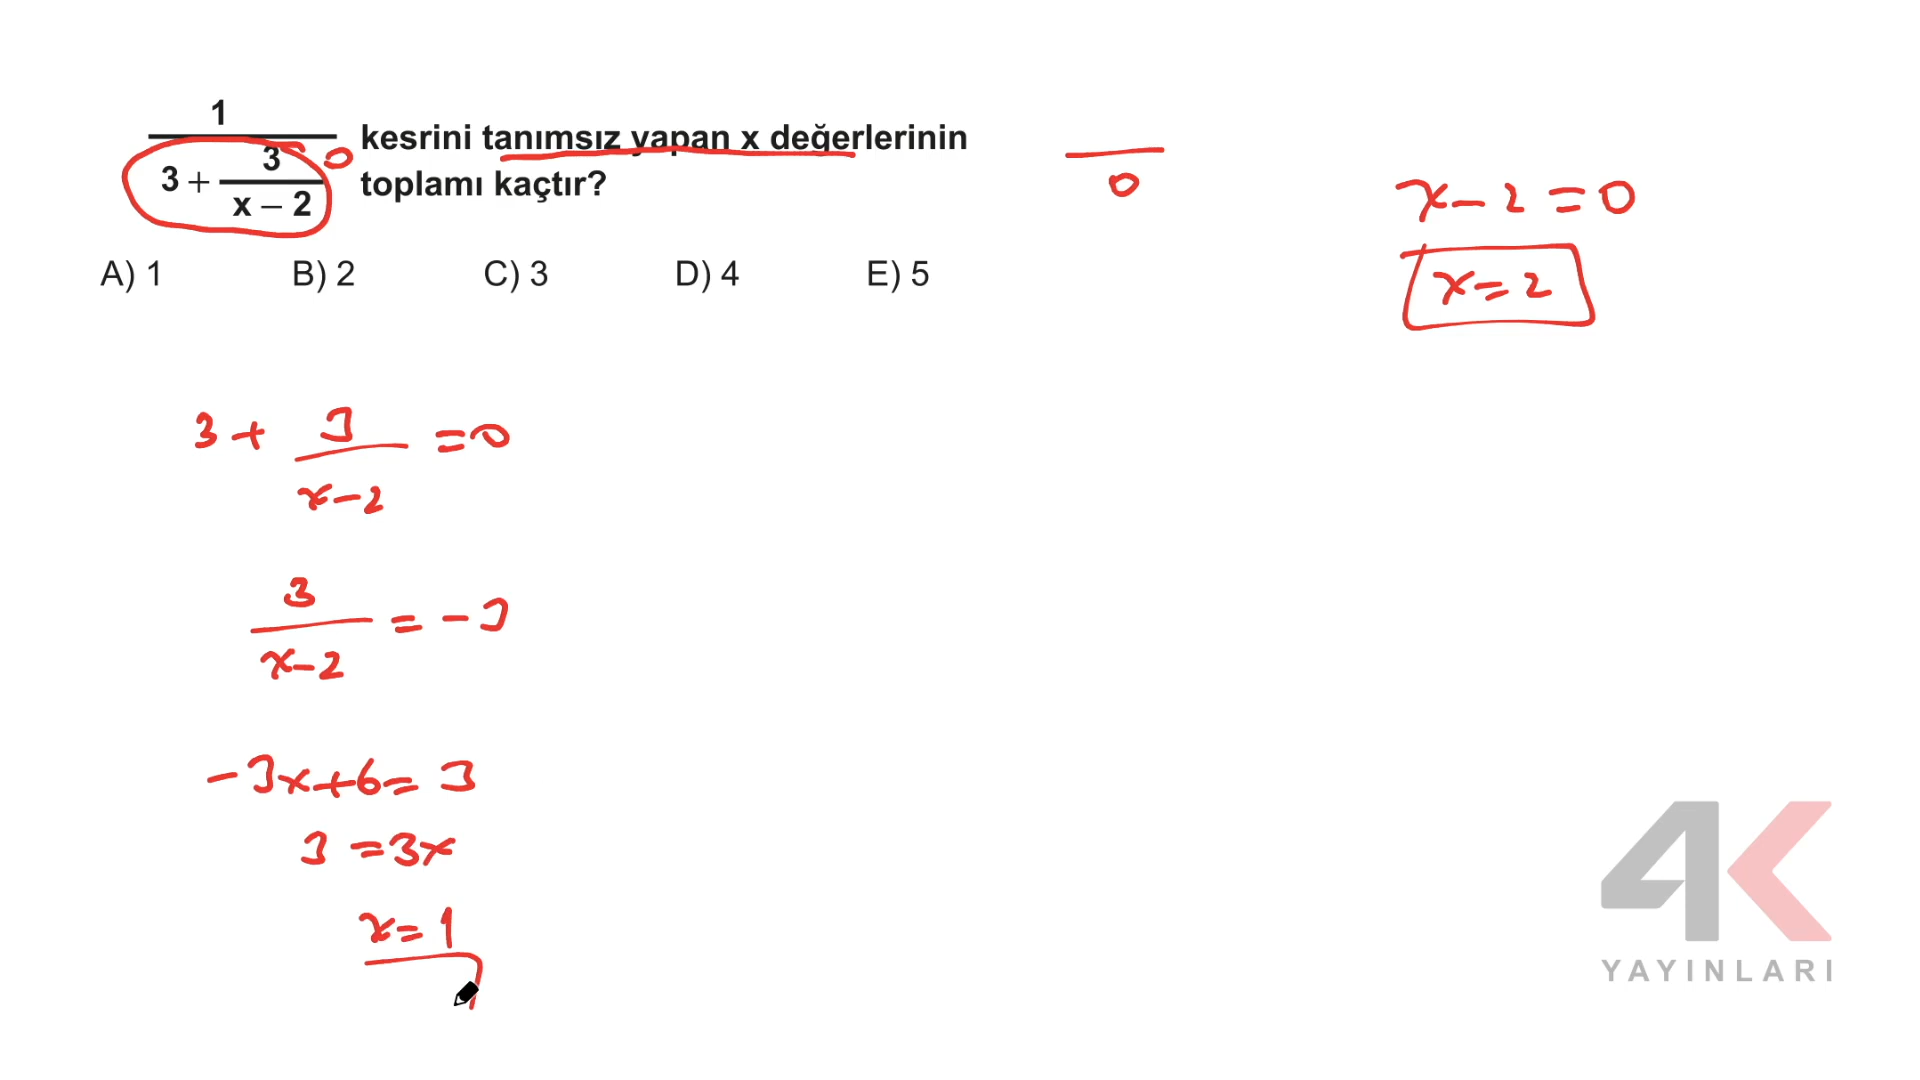 1
3 + 3 0 kesrini tanımsız yapan x değerlerinin
x – 2 toplamı kaçtır?
A) 1 B) 2 C) 3 D) 4 E) 5
0
x – 2 = 0
x = 2
3 + 3 = 0
x – 2
3 = – 3
x – 2
– 3x + 6 = 3
3 = 3x
x = 1
4K
YAYINLARI